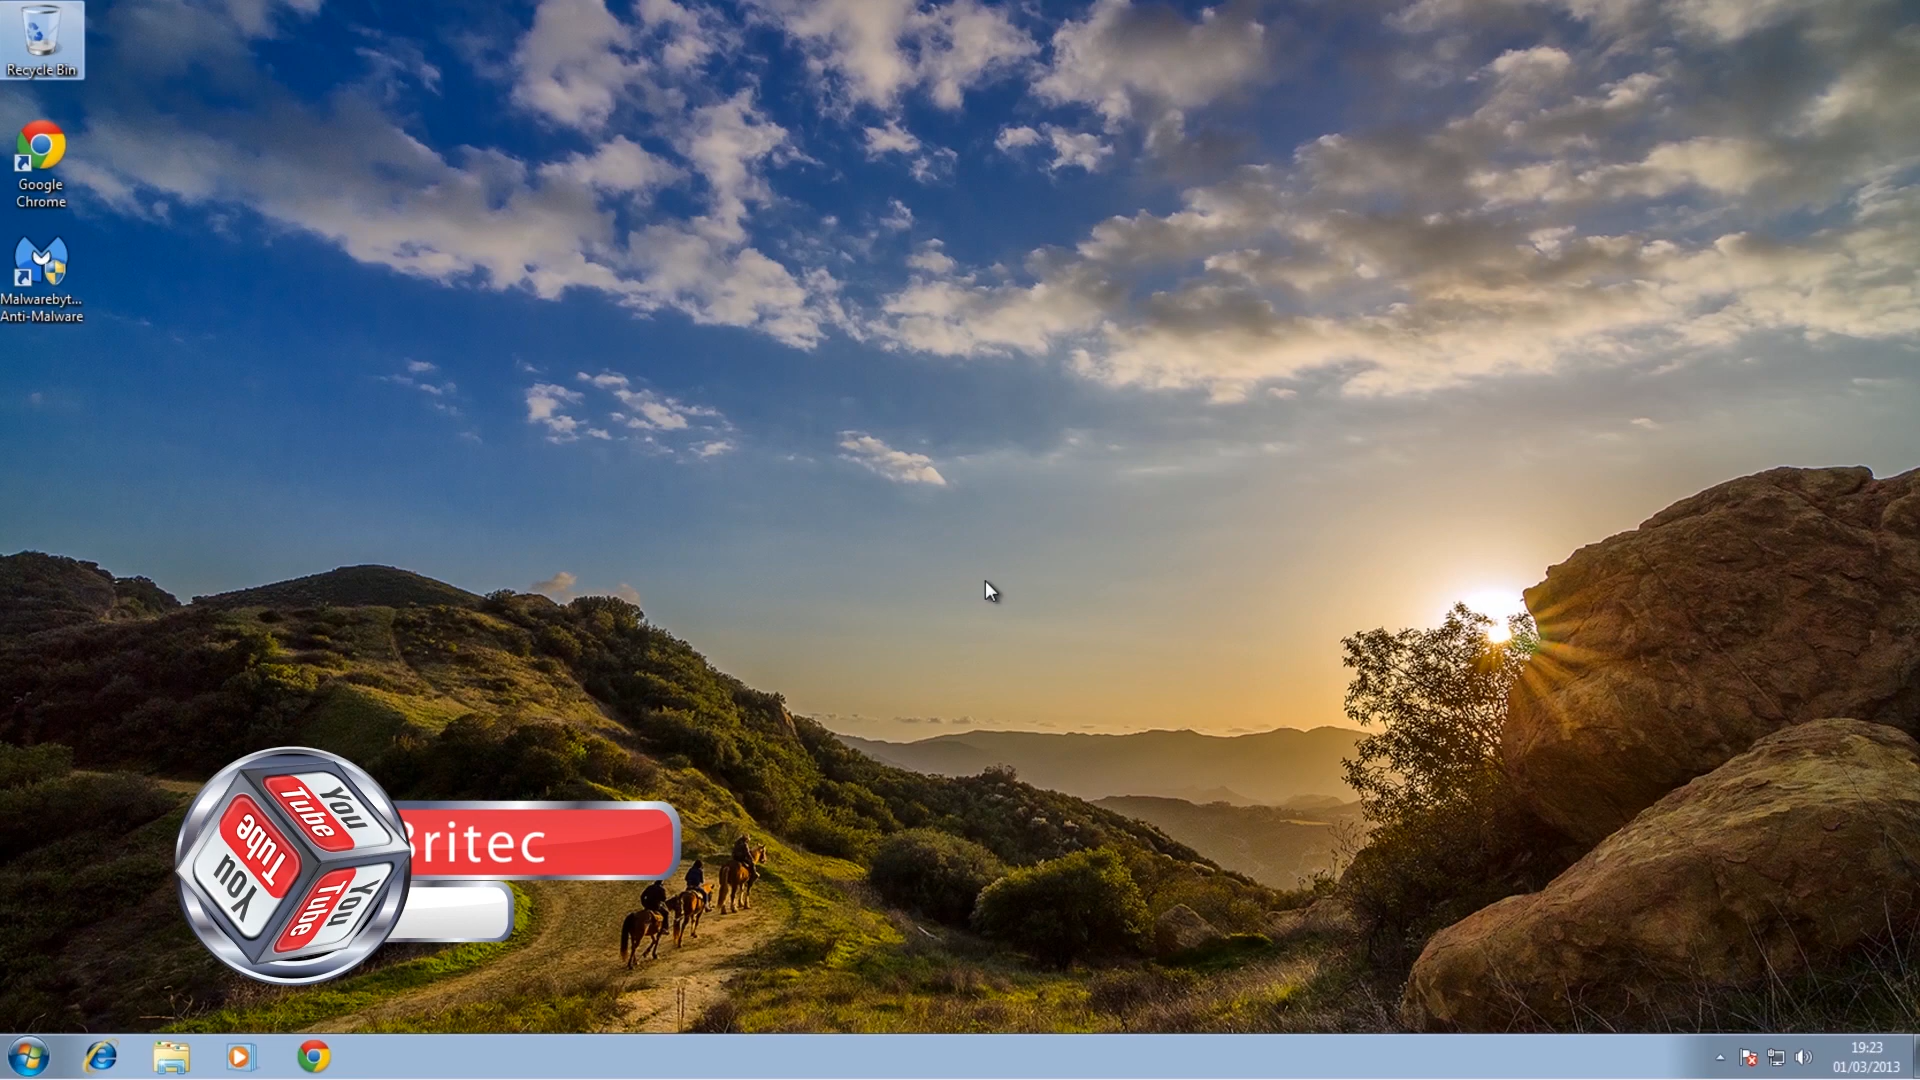 Recycle Bin
Google
Chrome
Malwarebyt...
Anti-Malware
You
Tube
You
Tube
You
Tube
Britec
19:23
01/03/2013